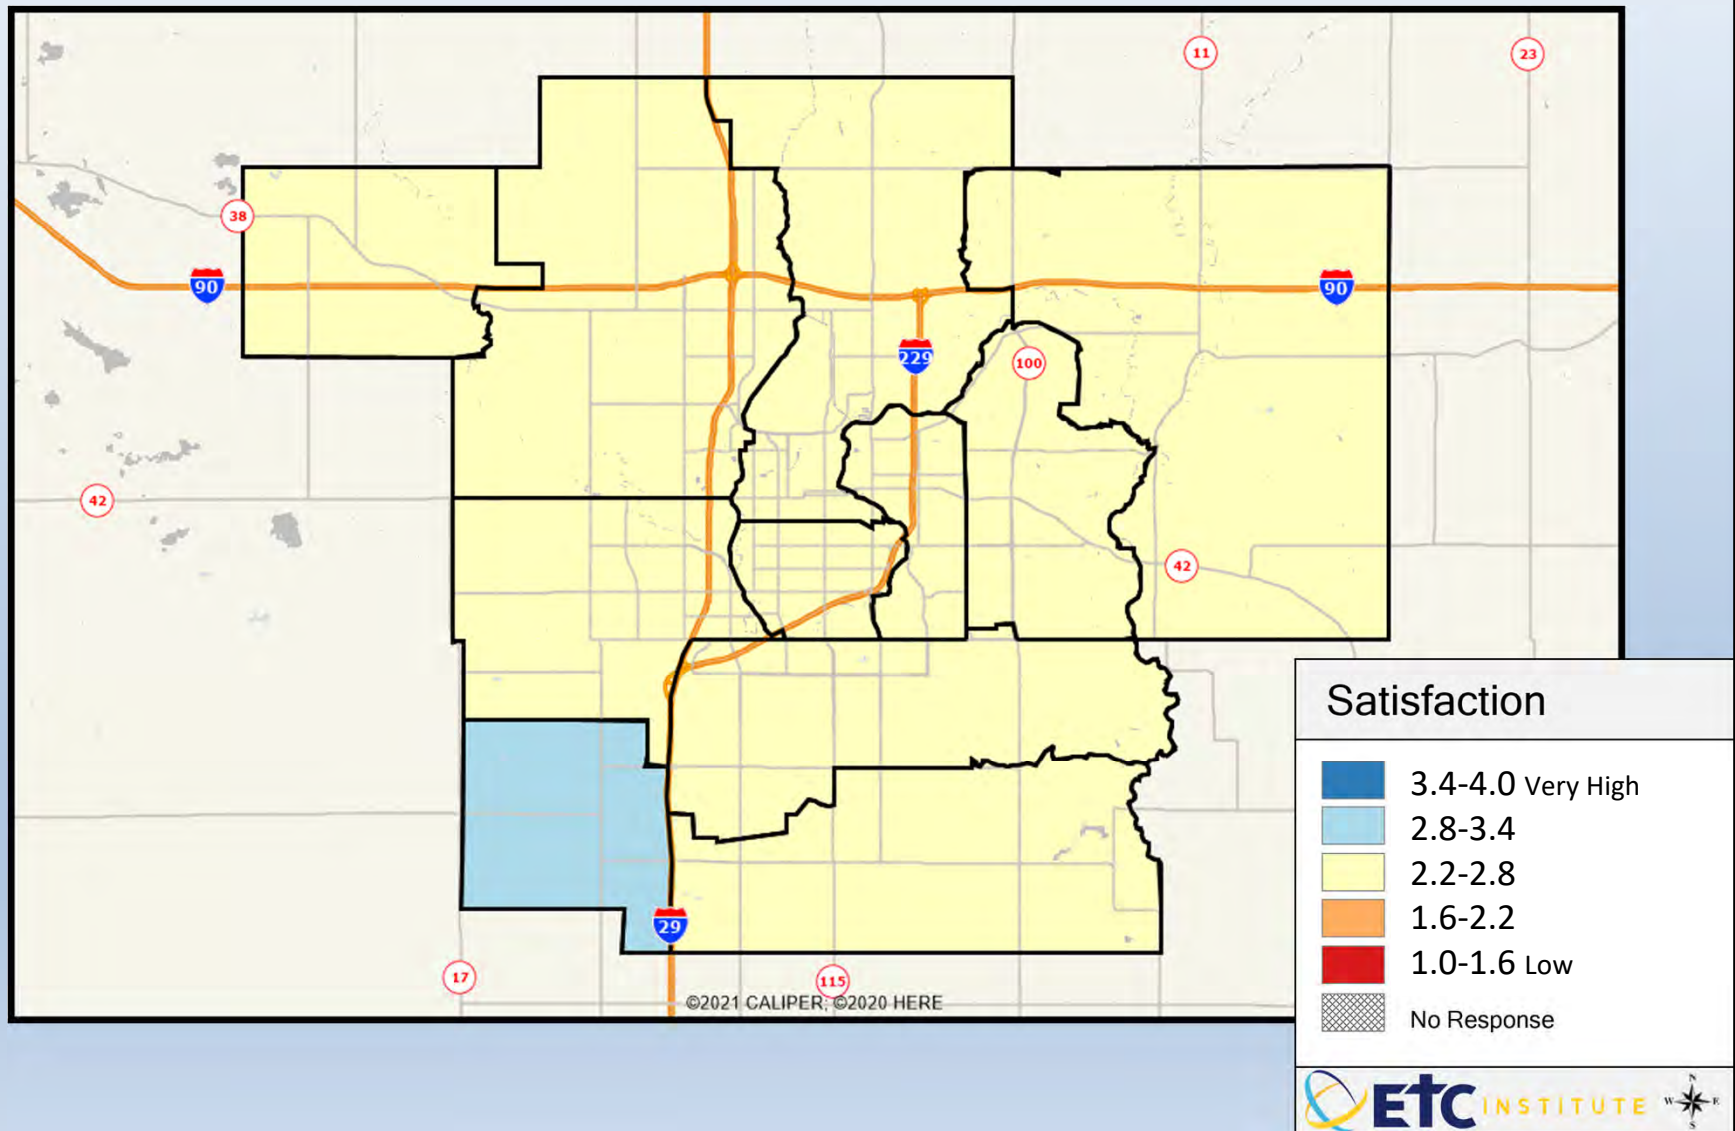 11
23
38
90
90
229
100
42
42
29
17
115
©2021 CALIPER; ©2020 HERE
Satisfaction
3.4-4.0 Very High
2.8-3.4
2.2-2.8
1.6-2.2
1.0-1.6 Low
No Response
ETC INSTITUTE
N
W E
S